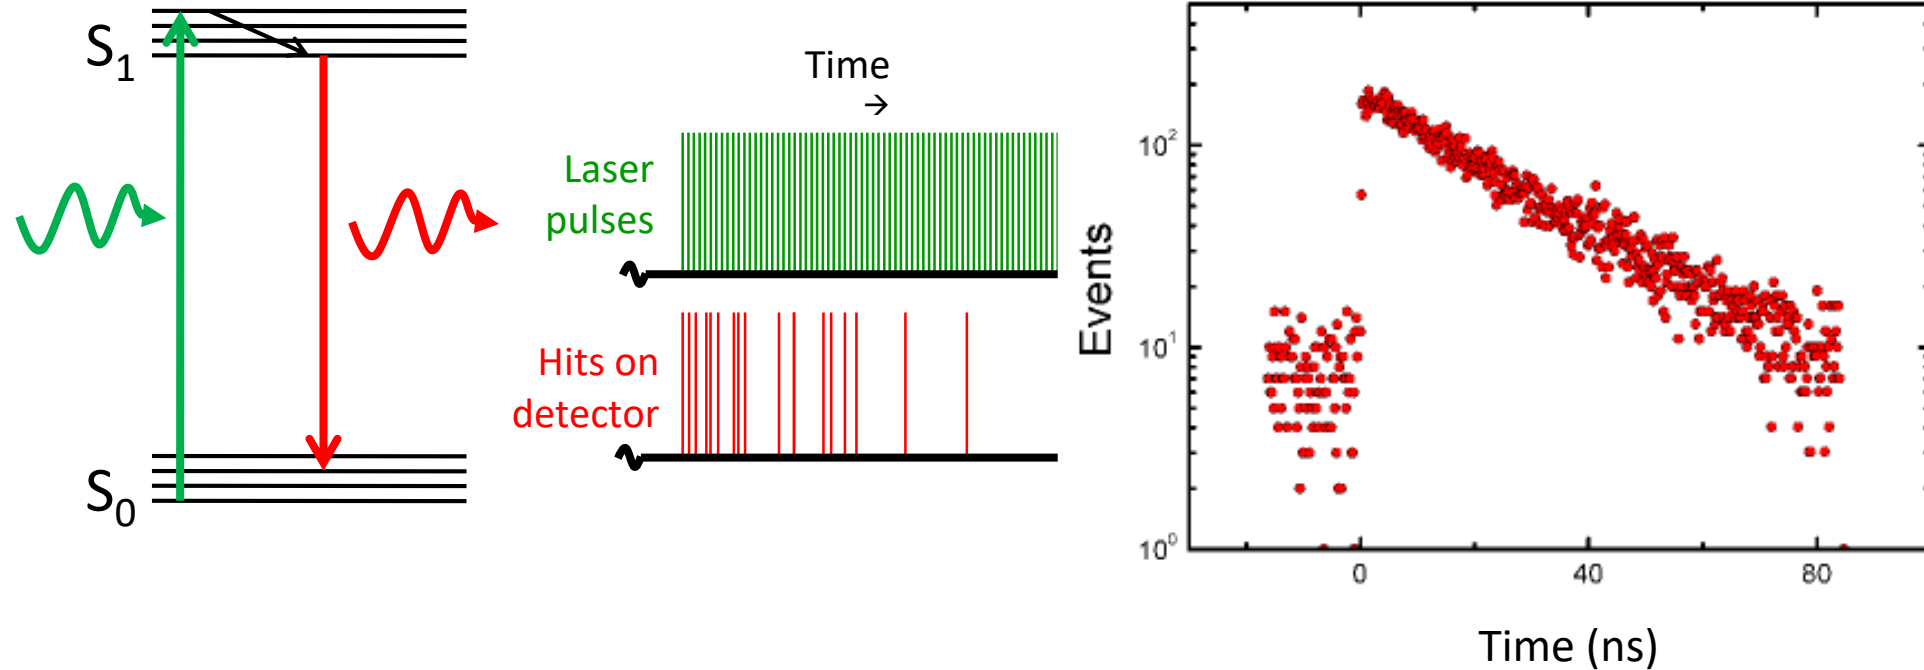 S₁
S₀
Time
→
Laser
pulses
Hits on
detector
Events
10²
10¹
10⁰
0 40 80
Time (ns)